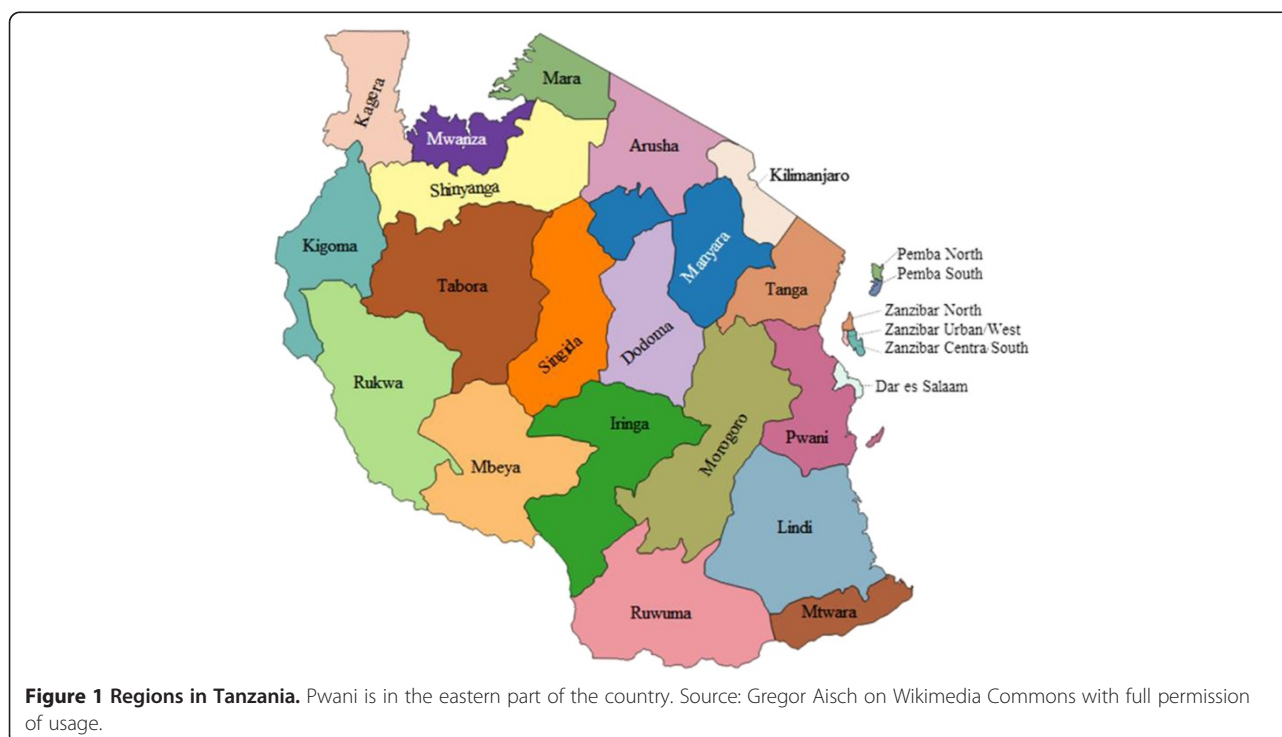 Mara
Kagera
Mwanza
Arusha
Kilimanjaro
Shinyanga
Kigoma
Manyara
Pemba North
Pemba South
Tabora
Tanga
Zanzibar North
Zanzibar Urban/West
Zanzibar Centra/South
Singida
Dodoma
Rukwa
Dar es Salaam
Iringa
Pwani
Morogoro
Mbeya
Lindi
Ruwuma
Mtwara
Figure 1 Regions in Tanzania. Pwani is in the eastern part of the country. Source: Gregor Aisch on Wikimedia Commons with full permission
of usage.